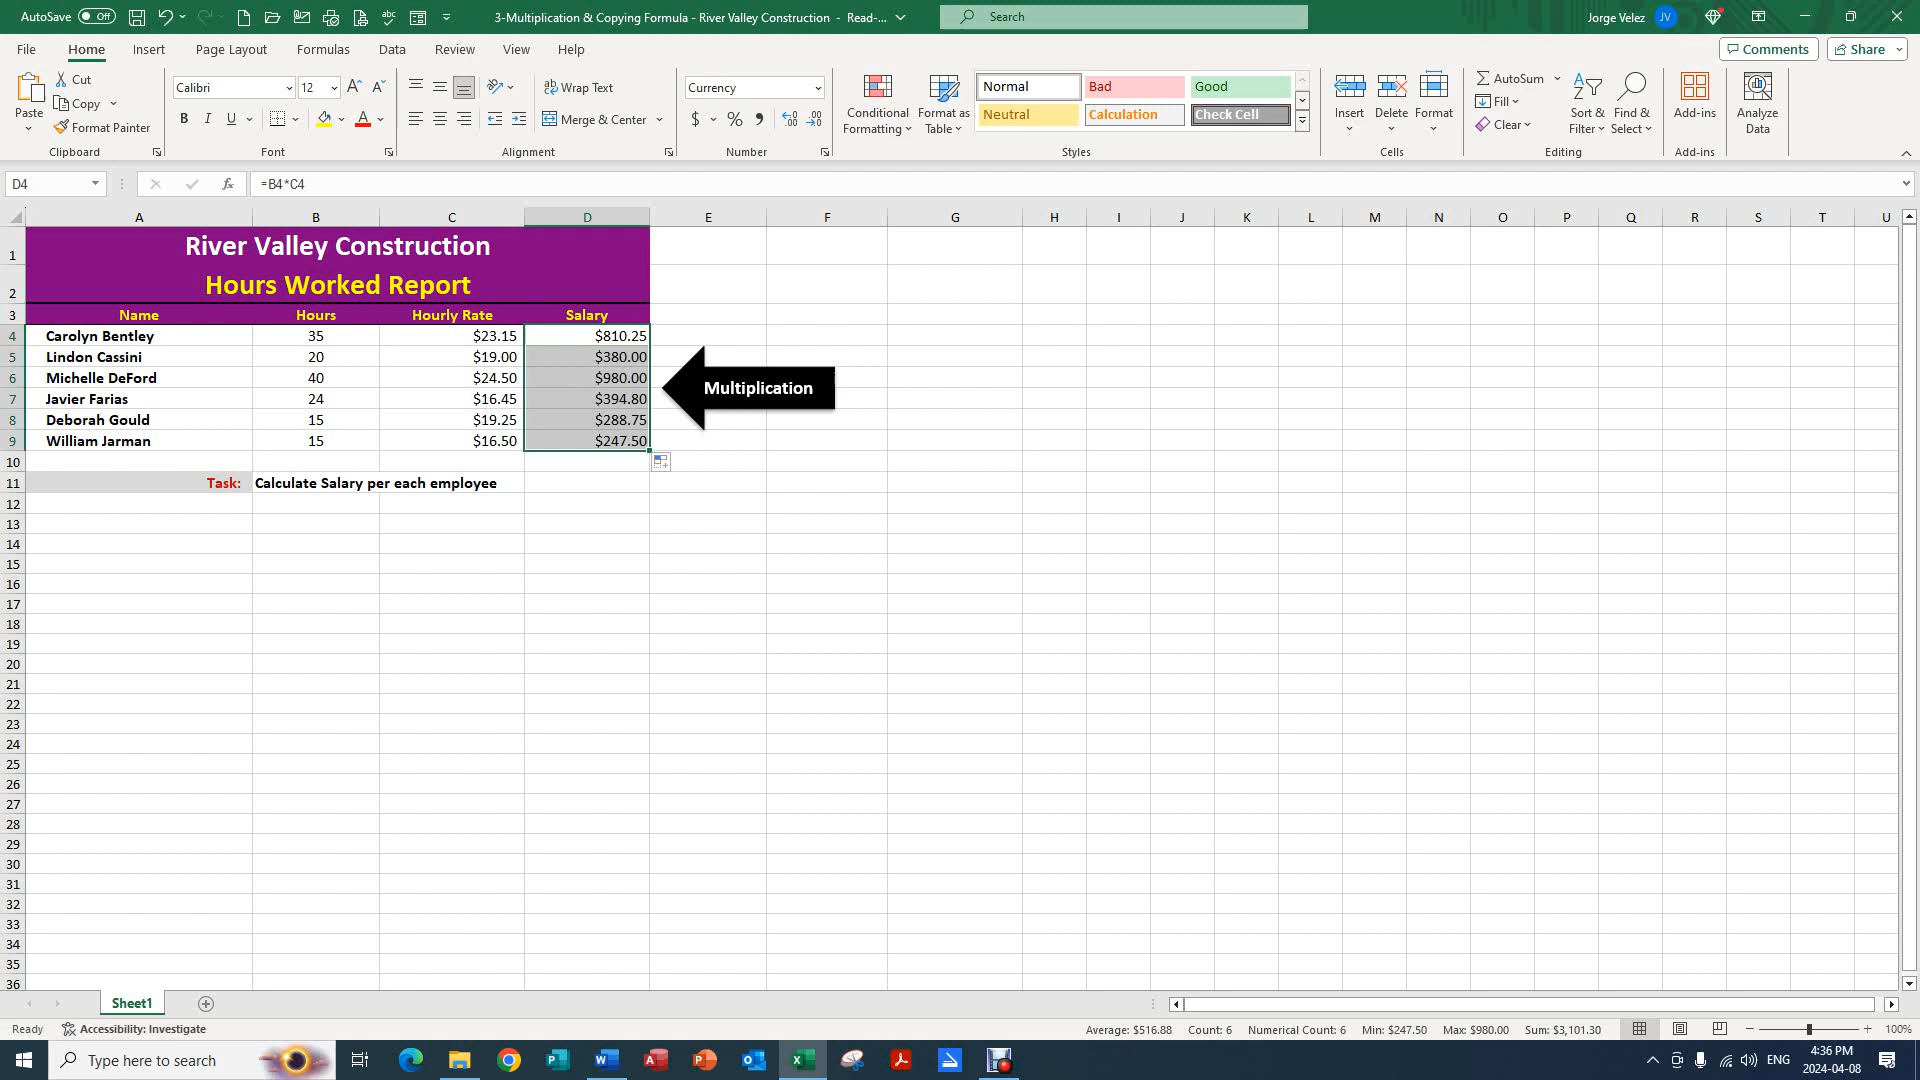 AutoSave Off 3-Multiplication & Copying Formula - River Valley Construction - Read-... Search Jorge Velez JV
File Home Insert Page Layout Formulas Data Review View Help Comments Share
Cut
Copy
Format Painter
Paste
Calibri 12
B I U
Wrap Text
Merge & Center
Currency
$ % 9
Conditional Formatting
Format as Table
Normal Bad Good
Neutral Calculation Check Cell
Insert Delete Format
AutoSum
Fill
Clear
Sort & Filter
Find & Select
Add-ins
Analyze Data
Clipboard Font Alignment Number Styles Cells Editing Add-ins
D4 fx =B4*C4
A B C D E F G H I J K L M N O P Q R S T U
1 River Valley Construction
2 Hours Worked Report
3 Name Hours Hourly Rate Salary
4 Carolyn Bentley 35 $23.15 $810.25
5 Lindon Cassini 20 $19.00 $380.00
6 Michelle DeFord 40 $24.50 $980.00
Multiplication
7 Javier Farias 24 $16.45 $394.80
8 Deborah Gould 15 $19.25 $288.75
9 William Jarman 15 $16.50 $247.50
10
11 Task: Calculate Salary per each employee
12
13
14
15
16
17
18
19
20
21
22
23
24
25
26
27
28
29
30
31
32
33
34
35
36
Sheet1
Ready Accessibility: Investigate Average: $516.88 Count: 6 Numerical Count: 6 Min: $247.50 Max: $980.00 Sum: $3,101.30 100%
Type here to search ENG 4:36 PM
2024-04-08